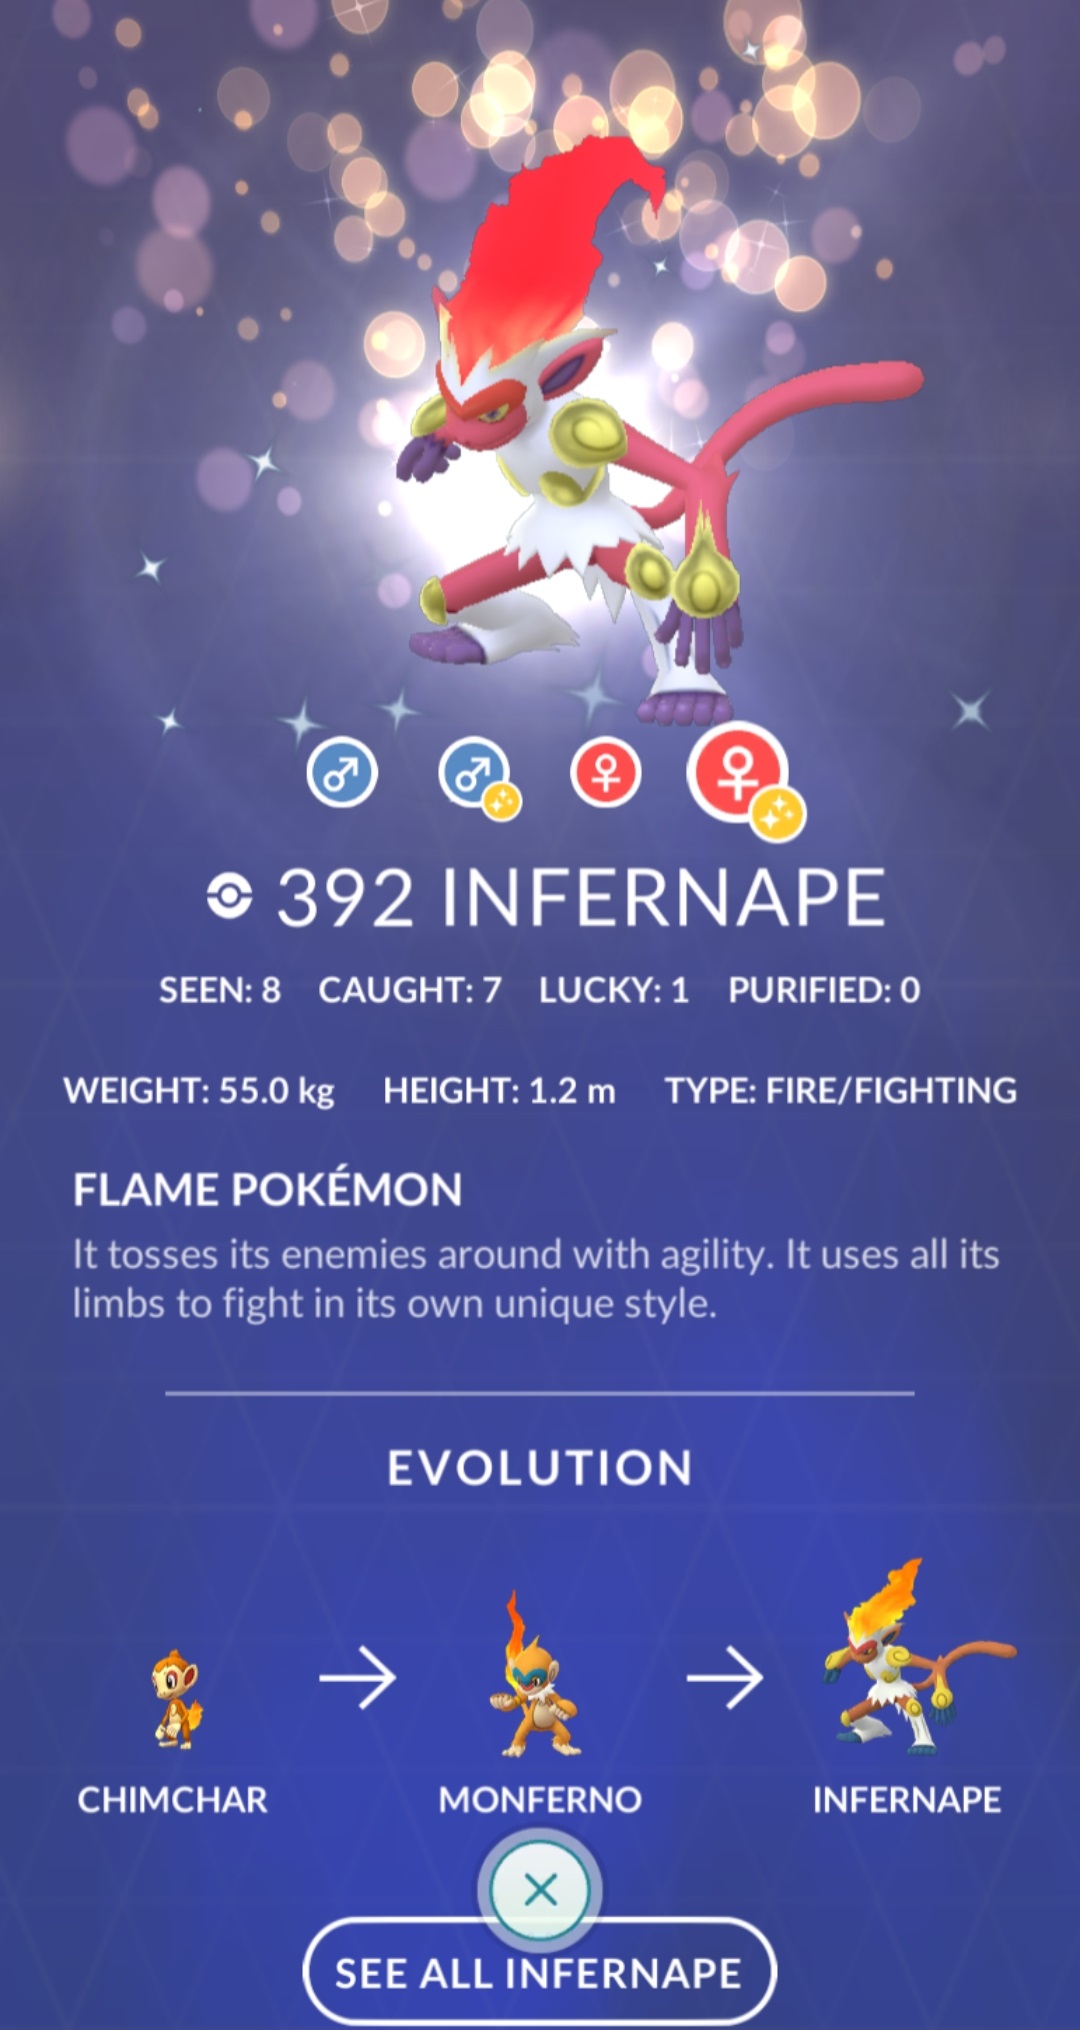 392 INFERNAPE
SEEN: 8 CAUGHT: 7 LUCKY: 1 PURIFIED: 0
WEIGHT: 55.0 kg HEIGHT: 1.2 m TYPE: FIRE/FIGHTING
FLAME POKÉMON
It tosses its enemies around with agility. It uses all its
limbs to fight in its own unique style.
EVOLUTION
CHIMCHAR MONFERNO INFERNAPE
SEE ALL INFERNAPE